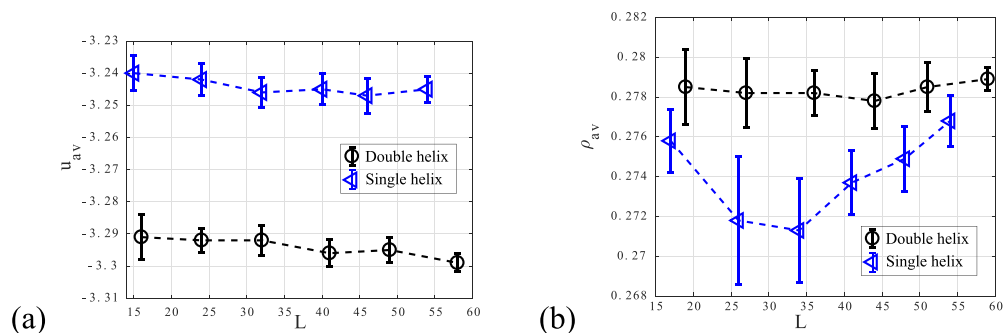 -3.23
-3.24
-3.25
-3.26
-3.27
-3.28
-3.29
-3.3
-3.31
u_av
15 20 25 30 35 40 45 50 55 60
L
Double helix
Single helix
(a)
0.282
0.28
0.278
0.276
0.274
0.272
0.27
0.268
ρ_av
15 20 25 30 35 40 45 50 55 60
L
Double helix
Single helix
(b)